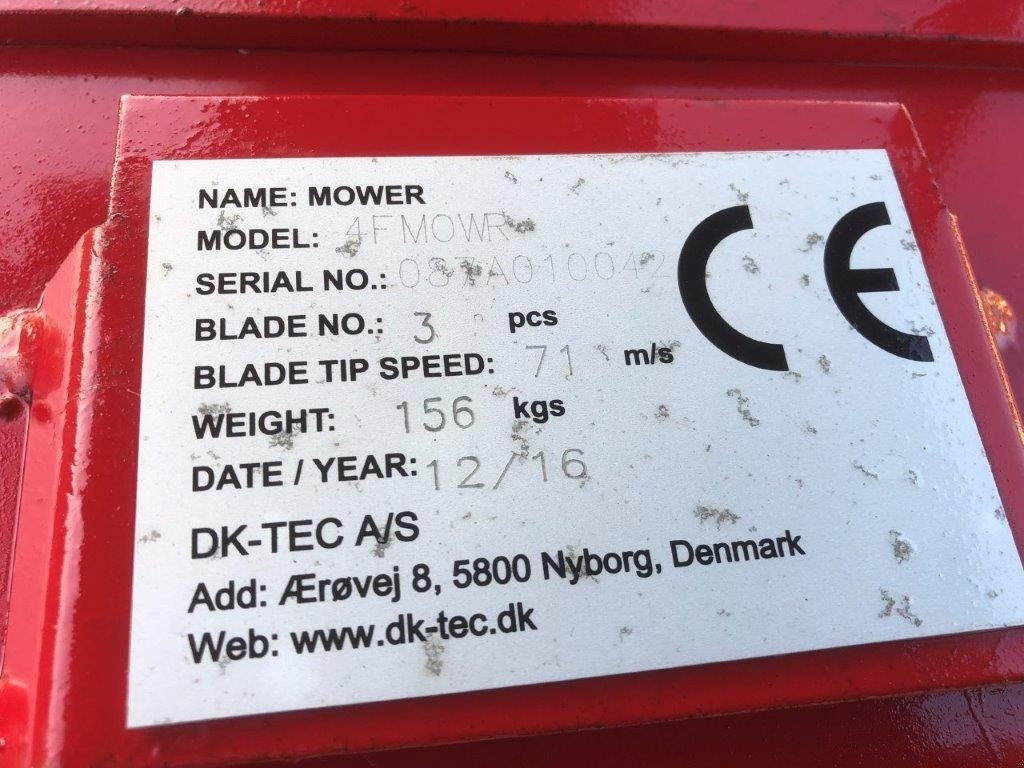 NAME: MOWER
MODEL: 4FMOWR
SERIAL NO.: 087A010042
BLADE NO.: 3 pcs
BLADE TIP SPEED: 71 m/s
WEIGHT: 156 kgs
DATE / YEAR: 12/16
DK-TEC A/S
Add: Ærøvej 8, 5800 Nyborg, Denmark
Web: www.dk-tec.dk
CE